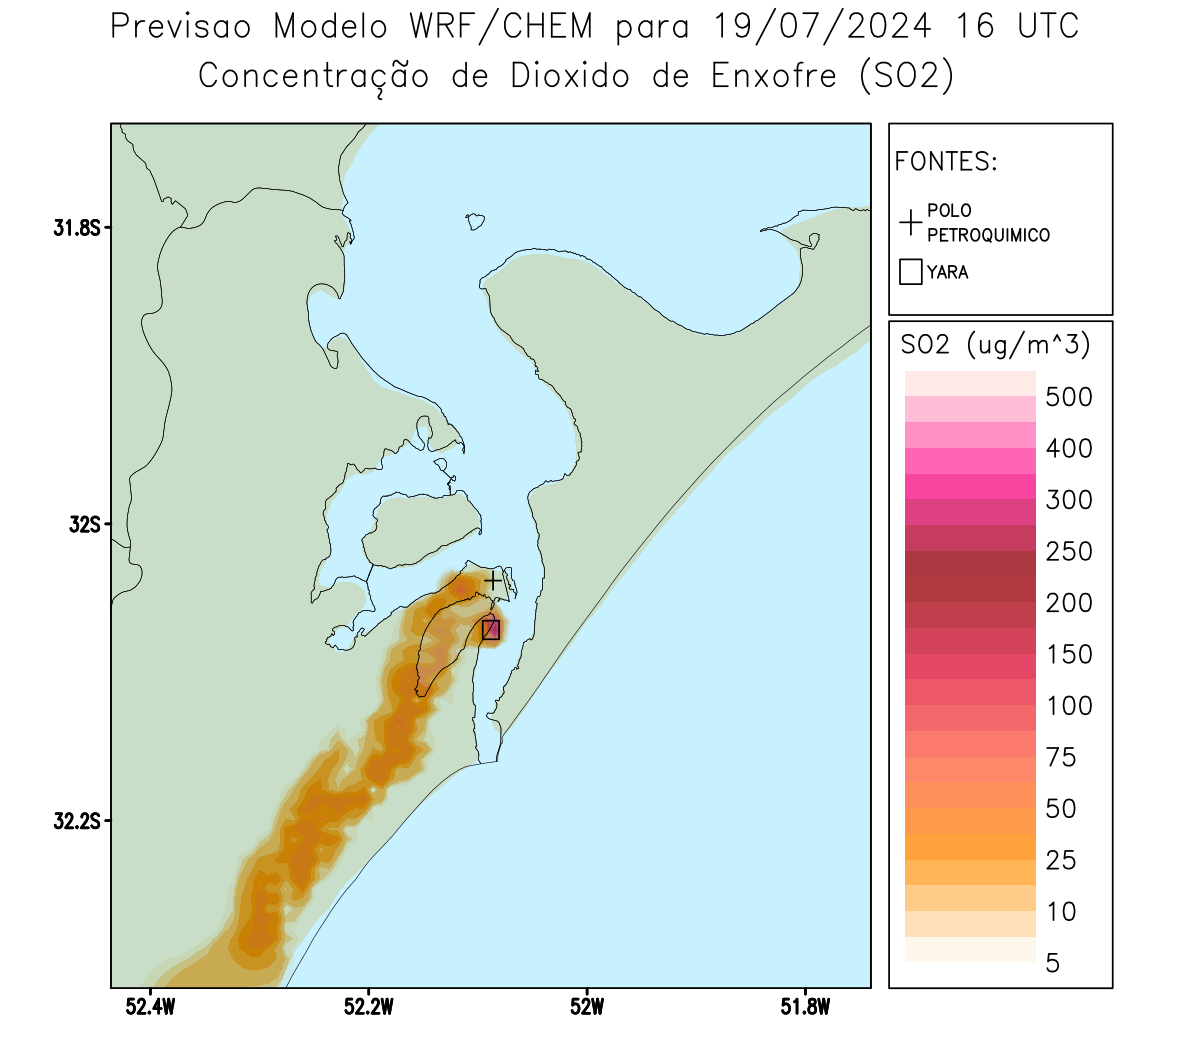 Previsao Modelo WRF/CHEM para 19/07/2024 16 UTC
Concentração de Dioxido de Enxofre (SO2)
FONTES:
POLO
PETROQUIMICO
YARA
SO2 (ug/m^3)
500
400
300
250
200
150
100
75
50
25
10
5
31.8S
32S
32.2S
52.4W
52.2W
52W
51.8W